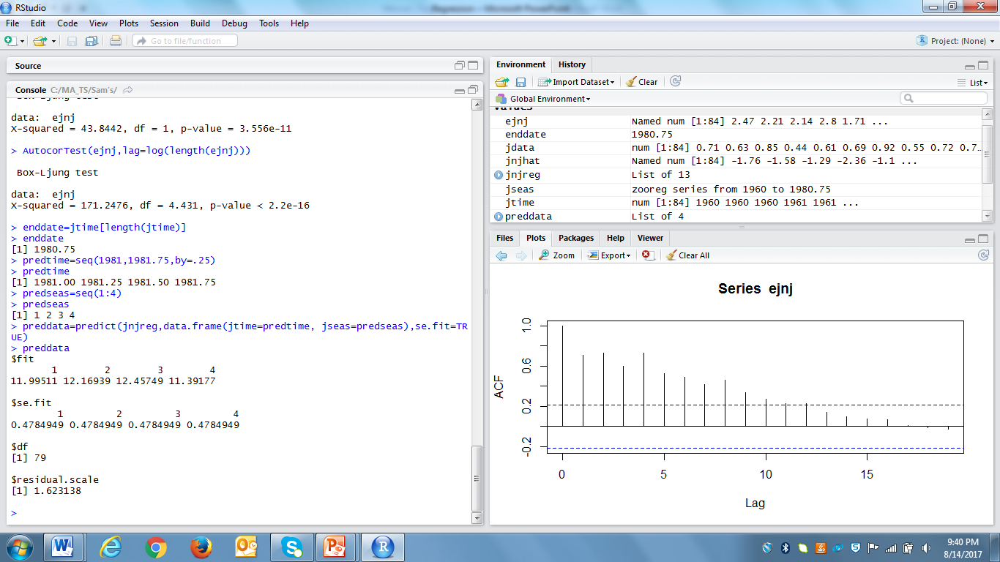 RStudio
Regression - Microsoft PowerPoint
File Edit Code View Plots Session Build Debug Tools Help
Go to file/function
Project: (None)
Source
Console C:/MA_TS/Sam's/
Box-Ljung test
data:  ejnj
X-squared = 43.8442, df = 1, p-value = 3.556e-11
> AutocorTest(ejnj,lag=log(length(ejnj)))
Box-Ljung test
data:  ejnj
X-squared = 171.2476, df = 4.431, p-value < 2.2e-16
> enddate=jtime[length(jtime)]
> enddate
[1] 1980.75
> predtime=seq(1981,1981.75,by=.25)
> predtime
[1] 1981.00 1981.25 1981.50 1981.75
> predseas=seq(1:4)
> predseas
[1] 1 2 3 4
> preddata=predict(jnjreg,data.frame(jtime=predtime, jseas=predseas),se.fit=TR
UE)
> preddata
$fit
1 2 3 4
11.99511 12.16939 12.45749 11.39177
$se.fit
1 2 3 4
0.4784949 0.4784949 0.4784949 0.4784949
$df
[1] 79
$residual.scale
[1] 1.623138
>
Environment History
Import Dataset Clear List
Global Environment
Values
ejnj Named num [1:84] 2.47 2.21 2.14 2.8 1.71 ...
enddate 1980.75
jdata num [1:84] 0.71 0.63 0.85 0.44 0.61 0.69 0.92 0.55 0.72 0.7…
jnjhat Named num [1:84] -1.76 -1.58 -1.29 -2.36 -1.1 ...
jnjreg List of 13
jseas zooreg series from 1960 to 1980.75
jtime num [1:84] 1960 1960 1960 1961 1961 ...
preddata List of 4
Files Plots Packages Help Viewer
Zoom Export Clear All
Series ejnj
ACF
1.0
0.6
0.2
-0.2
0 5 10 15
Lag
9:40 PM
8/14/2017